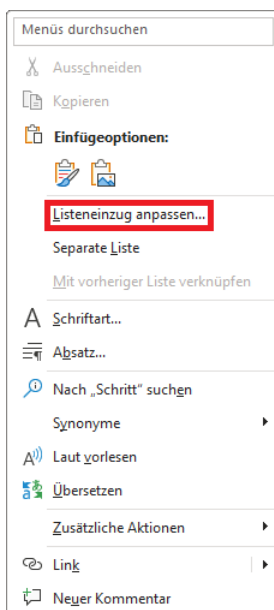 Menüs durchsuchen
Ausschneiden
Kopieren
Einfügeoptionen:
Listeneinzug anpassen...
Separate Liste
Mit vorheriger Liste verknüpfen
Schriftart...
Absatz...
Nach „Schritt“ suchen
Synonyme
Laut vorlesen
Übersetzen
Zusätzliche Aktionen
Link
Neuer Kommentar